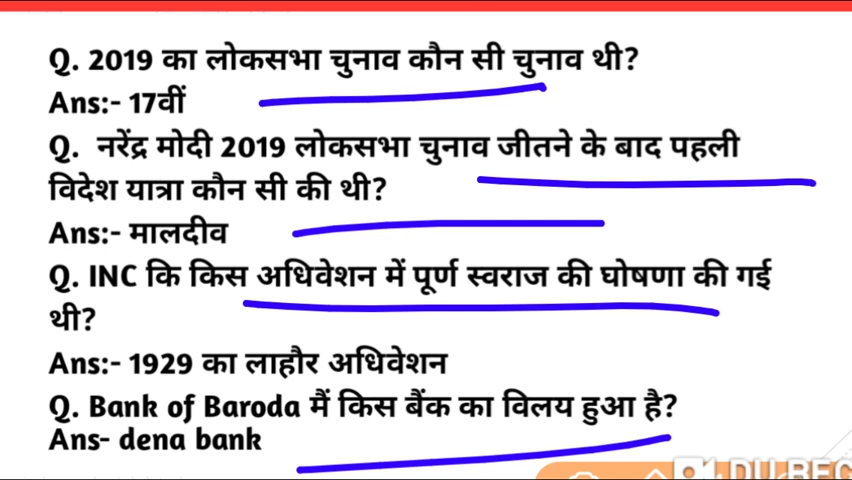 Q. 2019 का लोकसभा चुनाव कौन सी चुनाव थी?
Ans:- 17वीं
Q. नरेंद्र मोदी 2019 लोकसभा चुनाव जीतने के बाद पहली
विदेश यात्रा कौन सी की थी?
Ans:- मालदीव
Q. INC कि किस अधिवेशन में पूर्ण स्वराज की घोषणा की गई
थी?
Ans:- 1929 का लाहौर अधिवेशन
Q. Bank of Baroda मैं किस बैंक का विलय हुआ है?
Ans- dena bank